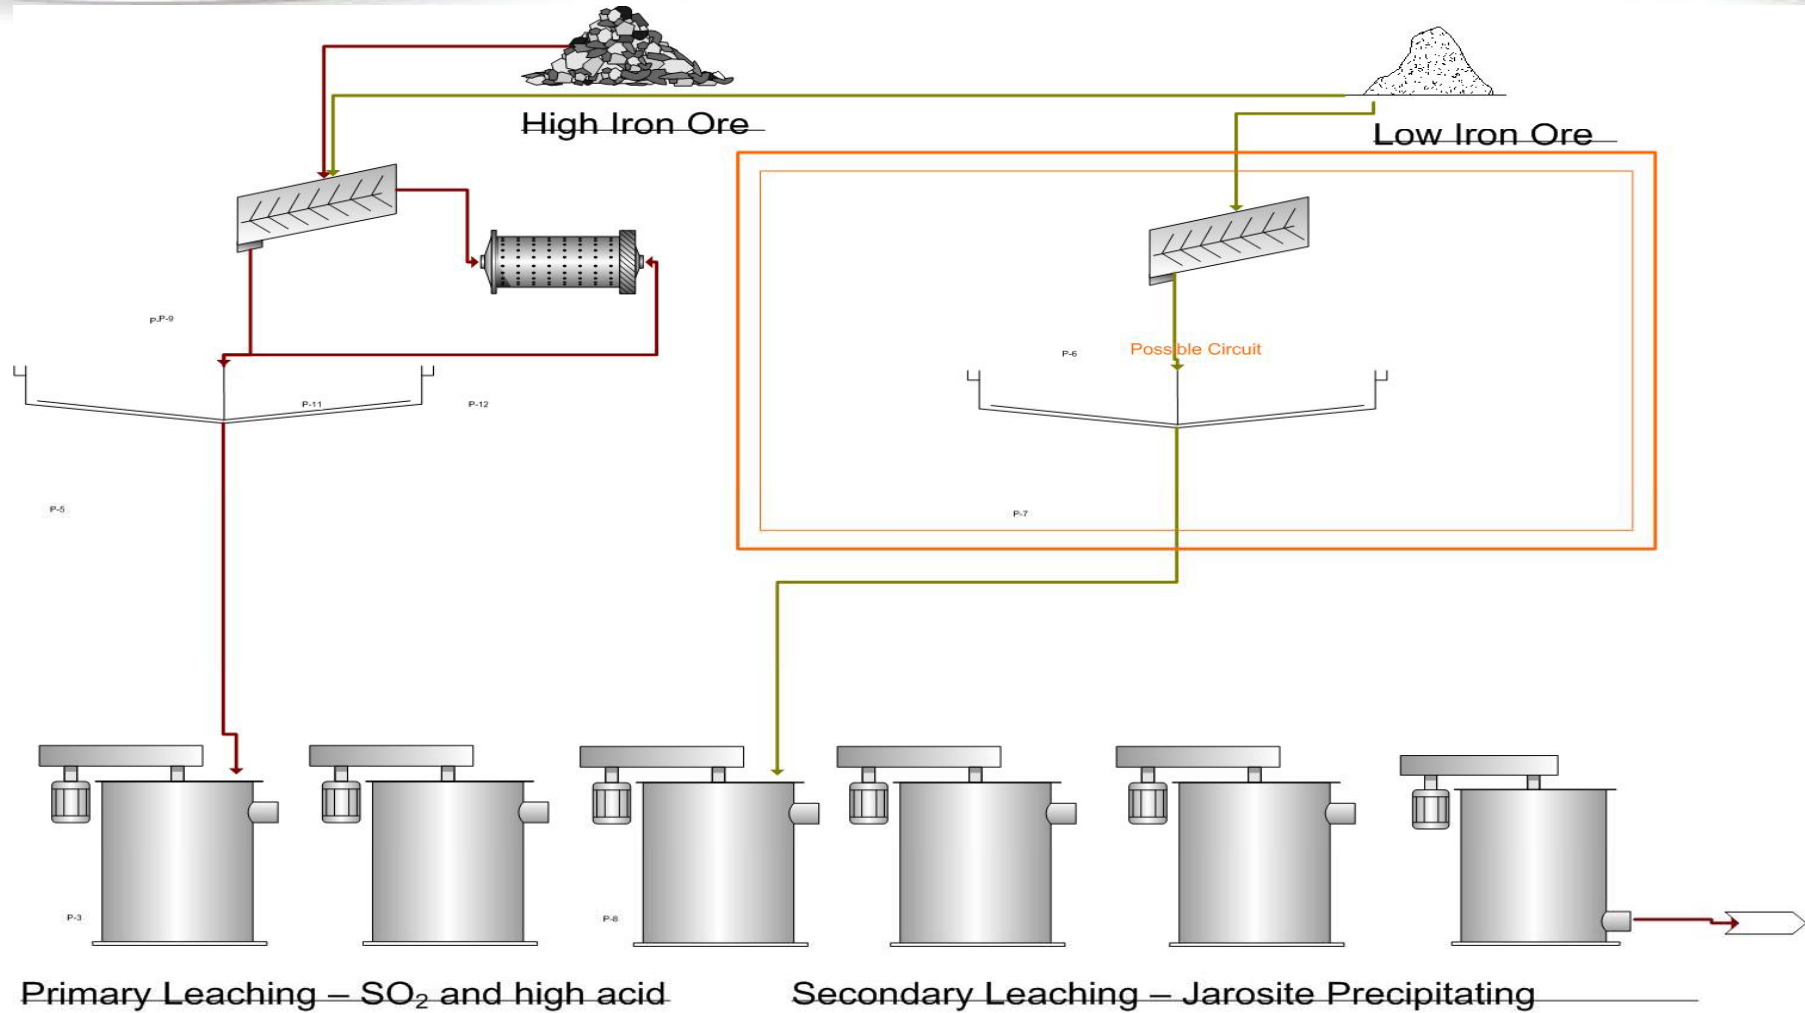 High Iron Ore
Low Iron Ore
P-P-9
Possible Circuit
P-6
P-11
P-12
P-5
P-7
P-3
P-8
Primary Leaching – SO₂ and high acid
Secondary Leaching – Jarosite Precipitating